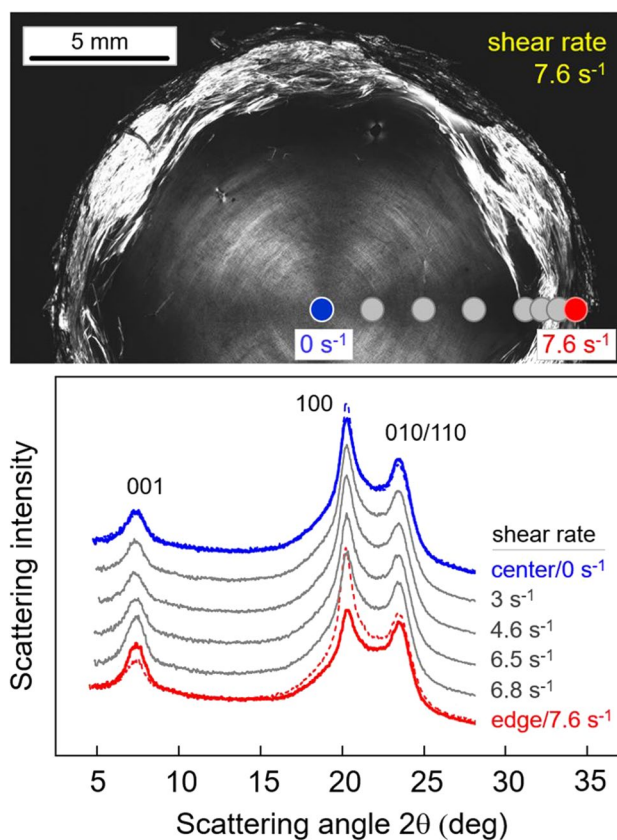 5 mm
shear rate
7.6 s⁻¹
0 s⁻¹
7.6 s⁻¹
100
010/110
001
shear rate
center/0 s⁻¹
3 s⁻¹
4.6 s⁻¹
6.5 s⁻¹
6.8 s⁻¹
edge/7.6 s⁻¹
Scattering intensity
5 10 15 20 25 30 35
Scattering angle 2θ (deg)